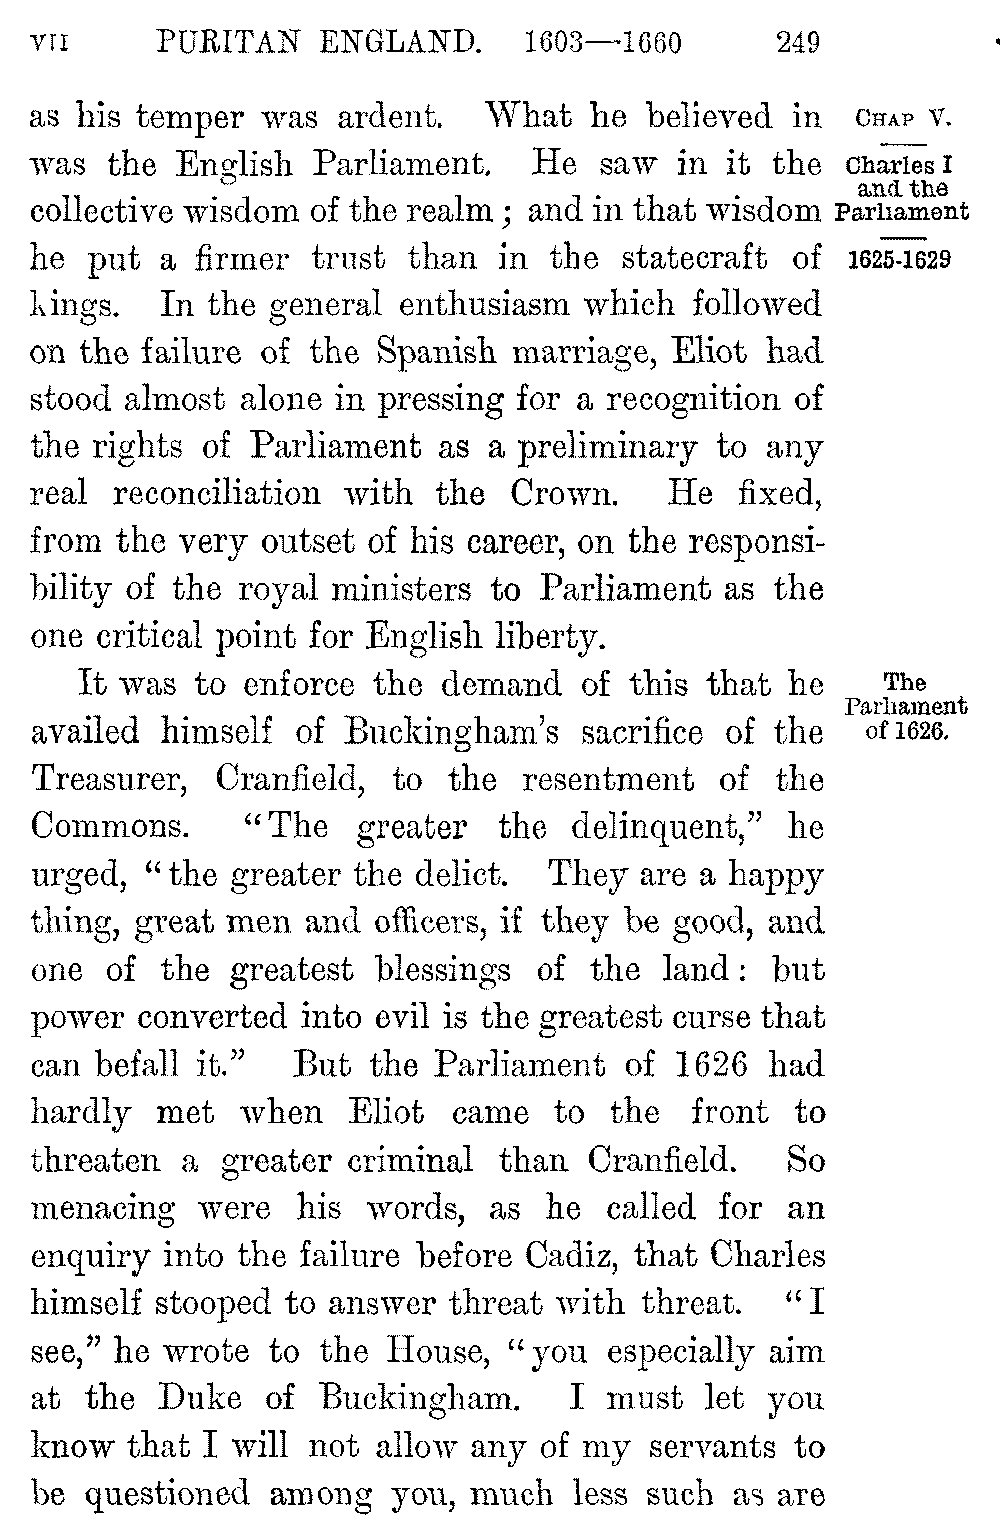 VII PURITAN ENGLAND. 1603—1660 249
as his temper was ardent. What he believed in
was the English Parliament. He saw in it the
collective wisdom of the realm ; and in that wisdom
he put a firmer trust than in the statecraft of
kings. In the general enthusiasm which followed
on the failure of the Spanish marriage, Eliot had
stood almost alone in pressing for a recognition of
the rights of Parliament as a preliminary to any
real reconciliation with the Crown. He fixed,
from the very outset of his career, on the responsi-
bility of the royal ministers to Parliament as the
one critical point for English liberty.
CHAP V.
Charles I
and the
Parliament
1625-1629
It was to enforce the demand of this that he
availed himself of Buckingham's sacrifice of the
Treasurer, Cranfield, to the resentment of the
Commons. “The greater the delinquent,” he
urged, “the greater the delict. They are a happy
thing, great men and officers, if they be good, and
one of the greatest blessings of the land : but
power converted into evil is the greatest curse that
can befall it.” But the Parliament of 1626 had
hardly met when Eliot came to the front to
threaten a greater criminal than Cranfield. So
menacing were his words, as he called for an
enquiry into the failure before Cadiz, that Charles
himself stooped to answer threat with threat. “I
see,” he wrote to the House, “you especially aim
at the Duke of Buckingham. I must let you
know that I will not allow any of my servants to
be questioned among you, much less such as are
The
Parliament
of 1626.